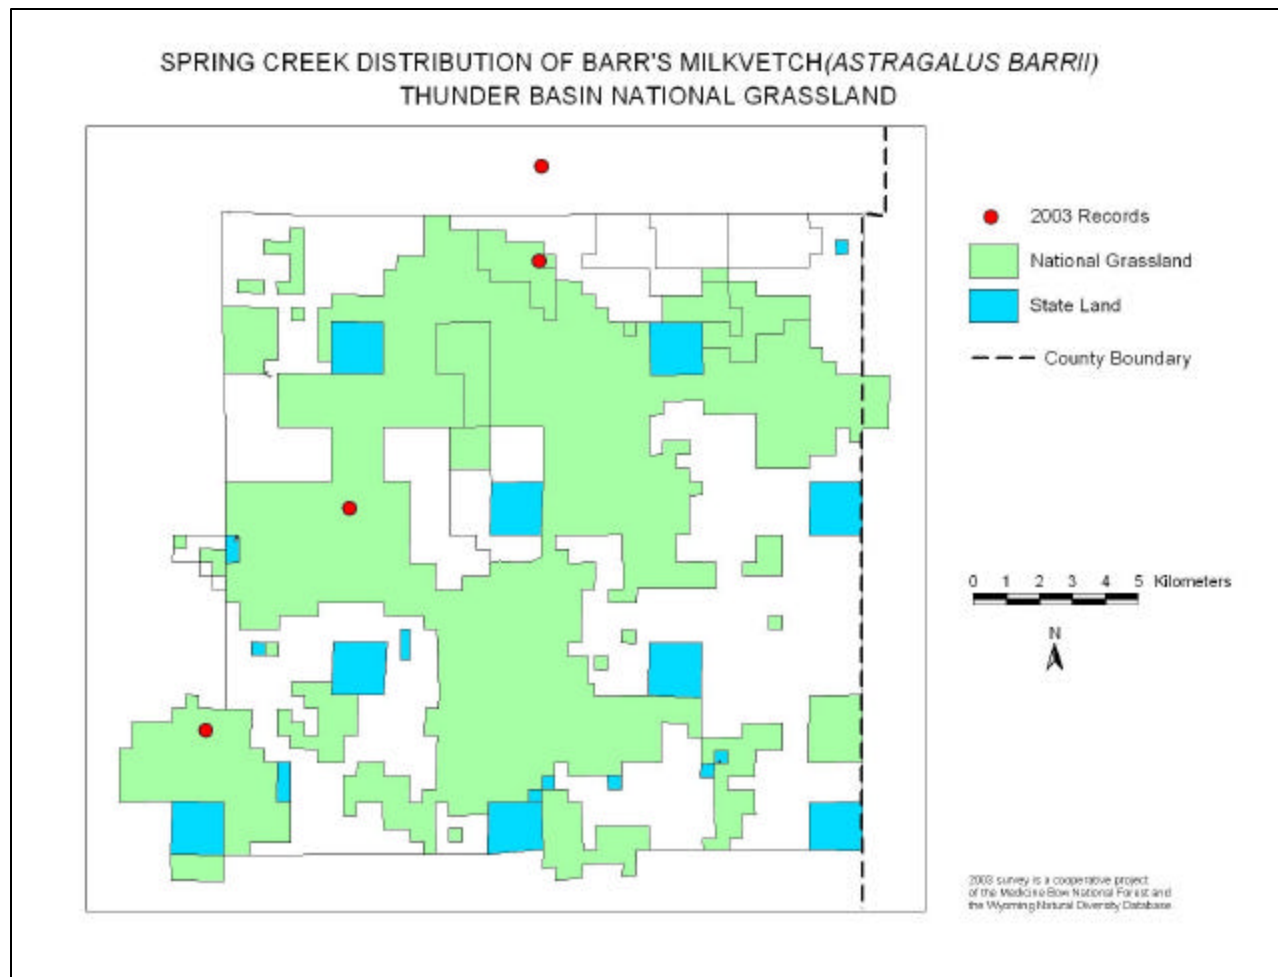 SPRING CREEK DISTRIBUTION OF BARR'S MILKVETCH(ASTRAGALUS BARRII)
THUNDER BASIN NATIONAL GRASSLAND
2003 Records
National Grassland
State Land
County Boundary
0 1 2 3 4 5 Kilometers
N
2003 survey is a cooperative project
of the Medicine Bow National Forest and
the Wyoming Natural Diversity Database